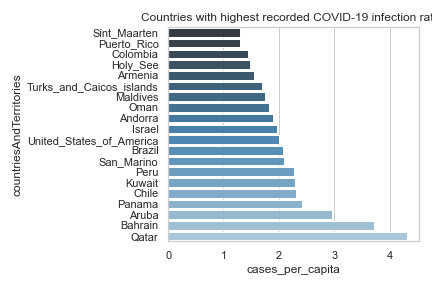 Countries with highest recorded COVID-19 infection rat
countriesAndTerritories
Sint_Maarten
Puerto_Rico
Colombia
Holy_See
Armenia
Turks_and_Caicos_islands
Maldives
Oman
Andorra
Israel
United_States_of_America
Brazil
San_Marino
Peru
Kuwait
Chile
Panama
Aruba
Bahrain
Qatar
0 1 2 3 4
cases_per_capita